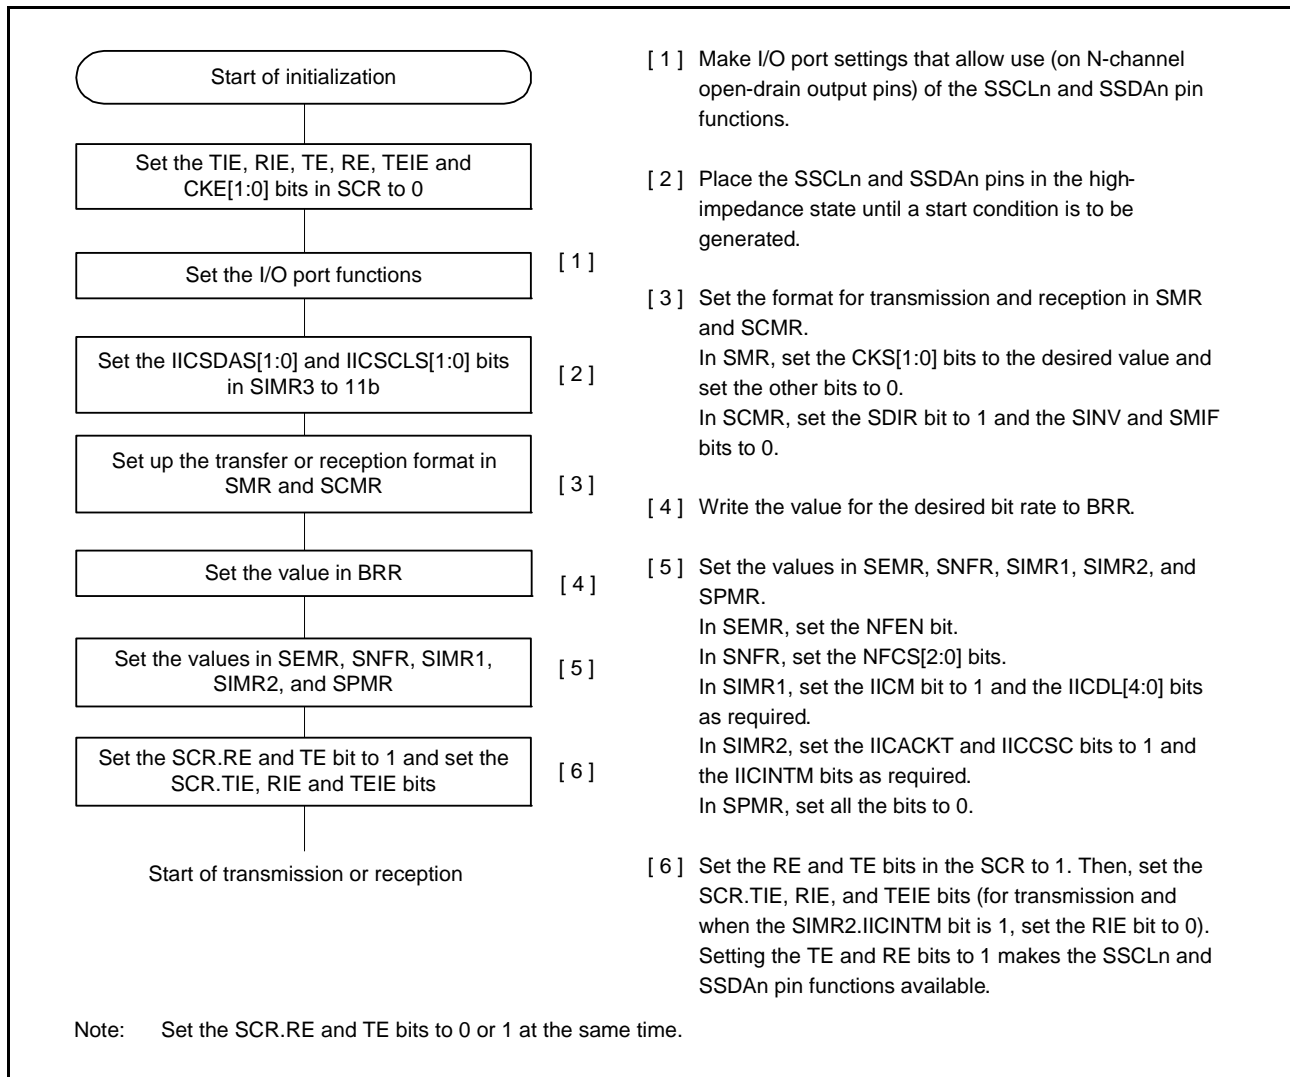 Start of initialization
Set the TIE, RIE, TE, RE, TEIE and
CKE[1:0] bits in SCR to 0
Set the I/O port functions
[ 1 ]
Set the IICSDAS[1:0] and IICSCLS[1:0] bits
in SIMR3 to 11b
[ 2 ]
Set up the transfer or reception format in
SMR and SCMR
[ 3 ]
Set the value in BRR
[ 4 ]
Set the values in SEMR, SNFR, SIMR1,
SIMR2, and SPMR
[ 5 ]
Set the SCR.RE and TE bit to 1 and set the
SCR.TIE, RIE and TEIE bits
[ 6 ]
Start of transmission or reception
[ 1 ] Make I/O port settings that allow use (on N-channel
open-drain output pins) of the SSCLn and SSDAn pin
functions.
[ 2 ] Place the SSCLn and SSDAn pins in the high-
impedance state until a start condition is to be
generated.
[ 3 ] Set the format for transmission and reception in SMR
and SCMR.
In SMR, set the CKS[1:0] bits to the desired value and
set the other bits to 0.
In SCMR, set the SDIR bit to 1 and the SINV and SMIF
bits to 0.
[ 4 ] Write the value for the desired bit rate to BRR.
[ 5 ] Set the values in SEMR, SNFR, SIMR1, SIMR2, and
SPMR.
In SEMR, set the NFEN bit.
In SNFR, set the NFCS[2:0] bits.
In SIMR1, set the IICM bit to 1 and the IICDL[4:0] bits
as required.
In SIMR2, set the IICACKT and IICCSC bits to 1 and
the IICINTM bits as required.
In SPMR, set all the bits to 0.
[ 6 ] Set the RE and TE bits in the SCR to 1. Then, set the
SCR.TIE, RIE, and TEIE bits (for transmission and
when the SIMR2.IICINTM bit is 1, set the RIE bit to 0).
Setting the TE and RE bits to 1 makes the SSCLn and
SSDAn pin functions available.
Note: Set the SCR.RE and TE bits to 0 or 1 at the same time.